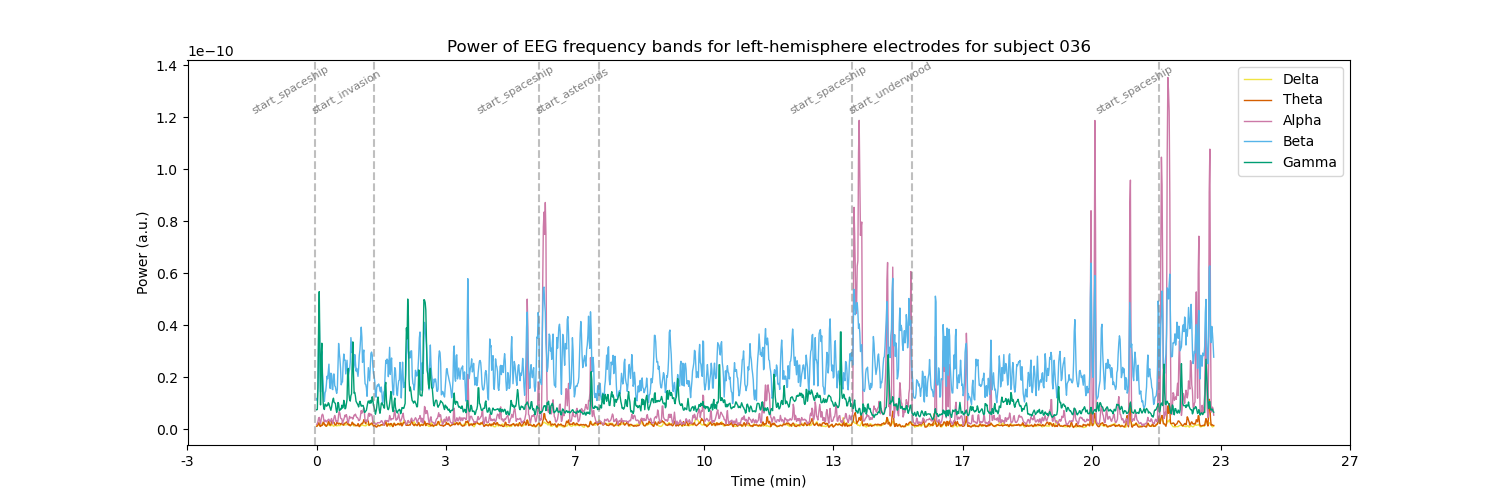 Power of EEG frequency bands for left-hemisphere electrodes for subject 036
1e−10
1.4
1.2
1.0
0.8
0.6
0.4
0.2
0.0
Power (a.u.)
start_spaceship
start_invasion
start_spaceship
start_asteroids
start_spaceship
start_underwood
start_spaceship
Delta
Theta
Alpha
Beta
Gamma
-3
0
3
7
10
13
17
20
23
27
Time (min)